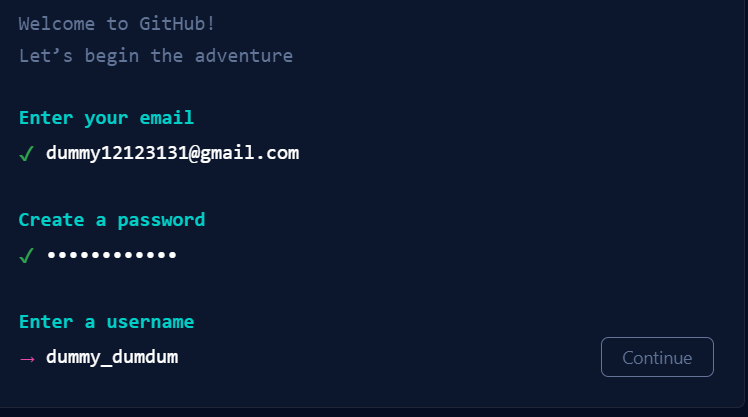 Welcome to GitHub!
Let’s begin the adventure
Enter your email
✓ dummy12123131@gmail.com
Create a password
✓ ••••••••••••
Enter a username
→ dummy_dumdum
Continue